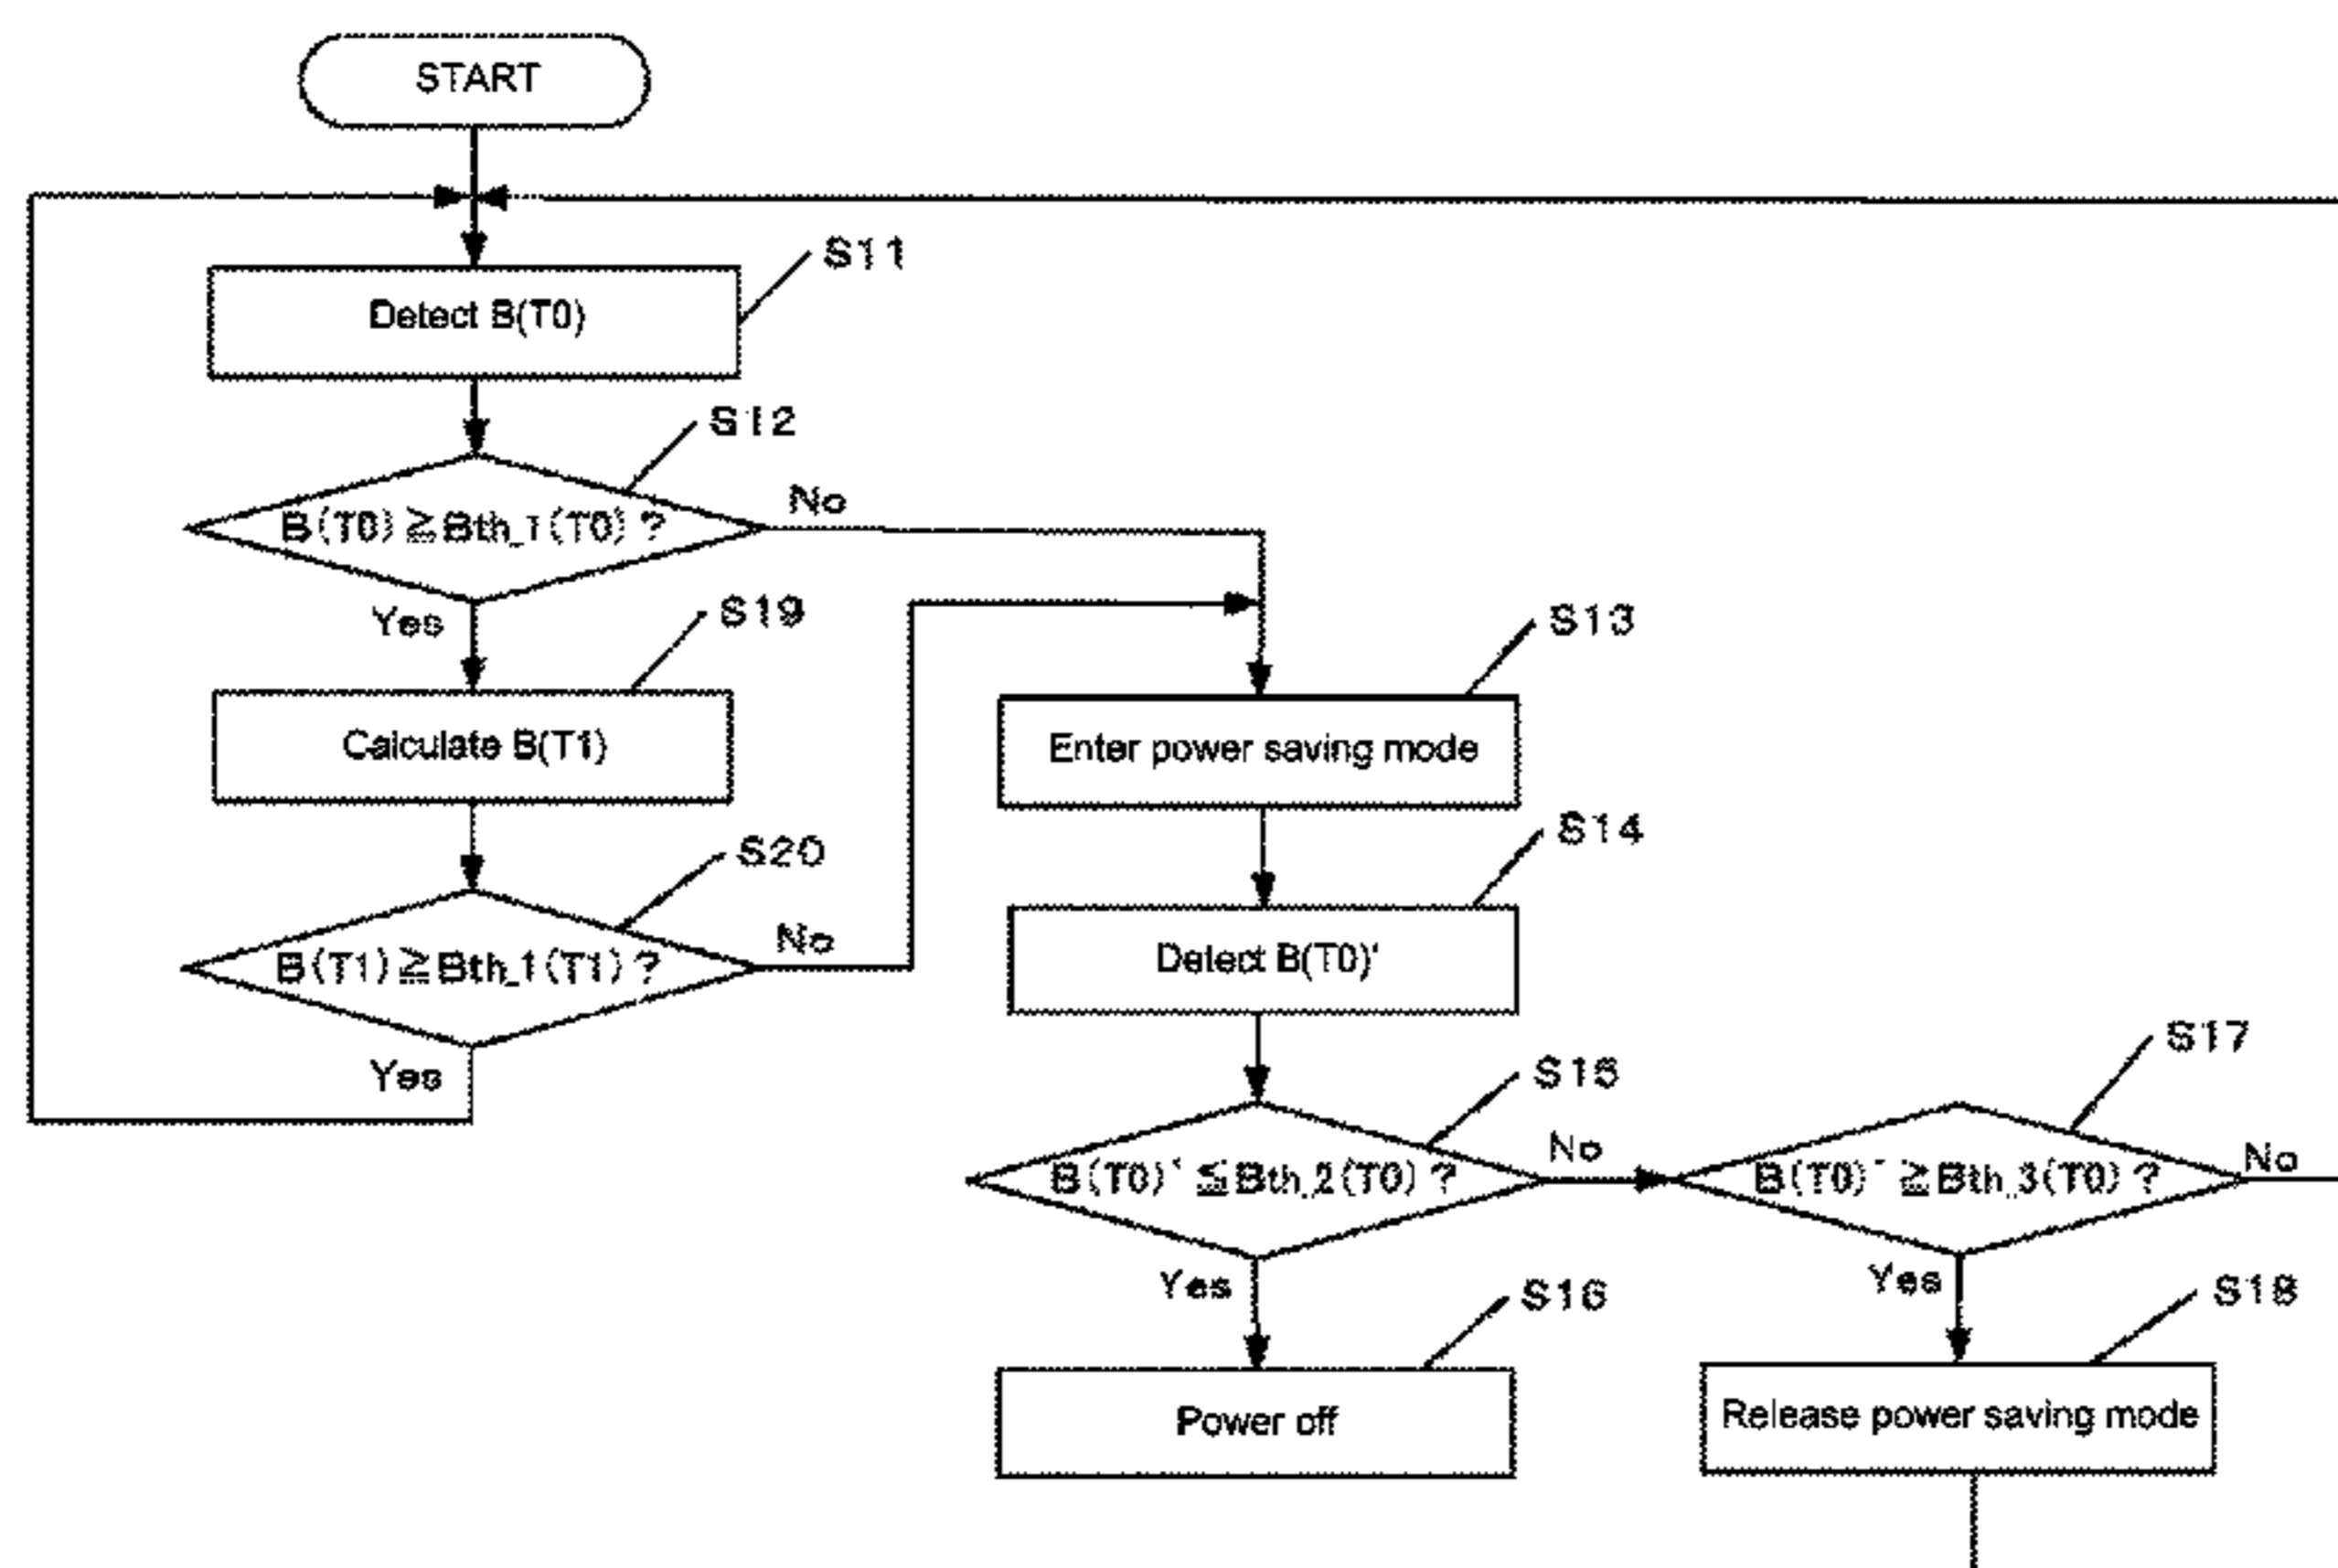 START
S11
Detect B(T0)
S12
B(T0)≧Bth_1(T0)?
No
Yes
S19
Calculate B(T1)
S13
Enter power saving mode
S20
B(T1)≧Bth_1(T1)?
No
Yes
S14
Detect B(T0)'
S15
B(T0)'≦Bth_2(T0)?
No
Yes
S17
B(T0)'≧Bth_3(T0)?
No
Yes
S16
Power off
S18
Release power saving mode